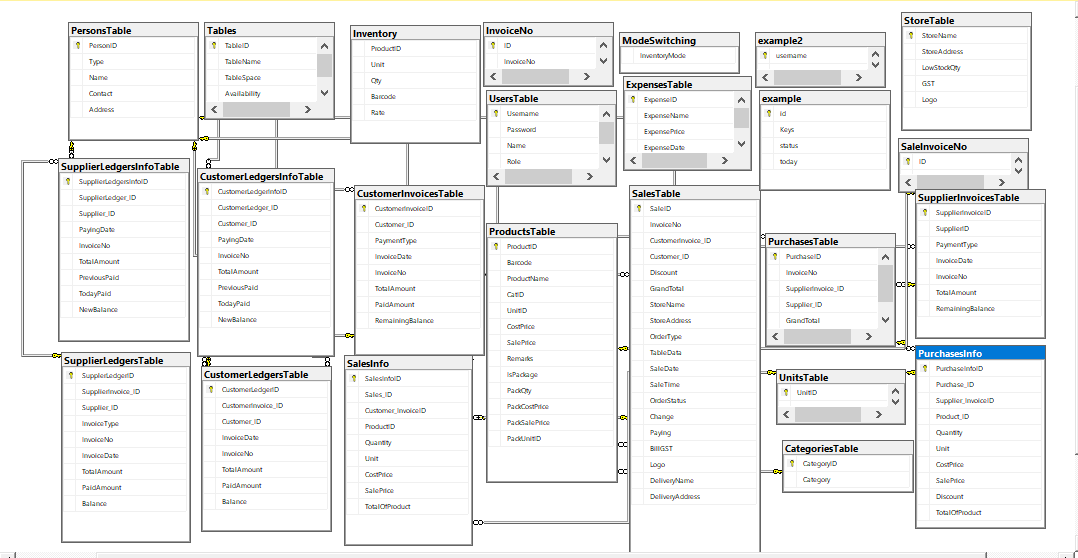 PersonsTable
PersonID
Type
Name
Contact
Address
Tables
TableID
TableName
TableSpace
Availability
Inventory
ProductID
Unit
Qty
Barcode
Rate
InvoiceNo
ID
InvoiceNo
ModeSwitching
InventoryMode
example2
username
StoreTable
StoreName
StoreAddress
LowStockQty
GST
Logo
UsersTable
Username
Password
Name
Role
ExpensesTable
ExpenseID
ExpenseName
ExpensePrice
ExpenseDate
example
id
Keys
status
today
SaleInvoiceNo
ID
SupplierLedgersInfoTable
SupplierLedgersInfoID
SupplierLedger_ID
Supplier_ID
PayingDate
InvoiceNo
TotalAmount
PreviousPaid
TodayPaid
NewBalance
CustomerLedgersInfoTable
CustomerLedgerInfoID
CustomerLedger_ID
Customer_ID
PayingDate
InvoiceNo
TotalAmount
PreviousPaid
TodayPaid
NewBalance
CustomerInvoicesTable
CustomerInvoiceID
Customer_ID
PaymentType
InvoiceDate
InvoiceNo
TotalAmount
PaidAmount
RemainingBalance
ProductsTable
ProductID
Barcode
ProductName
CatID
UnitID
CostPrice
SalePrice
Remarks
IsPackage
PackQty
PackCostPrice
PackSalePrice
PackUnitID
SalesTable
SaleID
InvoiceNo
CustomerInvoice_ID
Customer_ID
Discount
GrandTotal
StoreName
StoreAddress
OrderType
TableData
SaleDate
SaleTime
OrderStatus
Change
Paying
BillGST
Logo
DeliveryName
DeliveryAddress
PurchasesTable
PurchaseID
InvoiceNo
SupplierInvoice_ID
Supplier_ID
GrandTotal
SupplierInvoicesTable
SupplierInvoiceID
SupplierID
PaymentType
InvoiceDate
InvoiceNo
TotalAmount
RemainingBalance
SupplierLedgersTable
SupplierLedgerID
SupplierInvoice_ID
Supplier_ID
InvoiceType
InvoiceNo
InvoiceDate
TotalAmount
PaidAmount
Balance
CustomerLedgersTable
CustomerLedgerID
CustomerInvoice_ID
Customer_ID
InvoiceDate
InvoiceNo
TotalAmount
PaidAmount
Balance
SalesInfo
SalesInfoID
Sales_ID
Customer_InvoiceID
ProductID
Quantity
Unit
CostPrice
SalePrice
TotalOfProduct
UnitsTable
UnitID
CategoriesTable
CategoryID
Category
PurchasesInfo
PurchaseInfoID
Purchase_ID
Supplier_InvoiceID
Product_ID
Quantity
Unit
CostPrice
SalePrice
Discount
TotalOfProduct